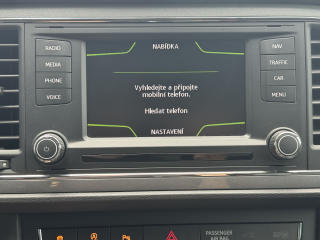 RADIO
MEDIA
PHONE
VOICE
NABÍDKA
Vyhledejte a připojte
mobilní telefon.
Hledat telefon
NASTAVENÍ
NAV
TRAFFIC
CAR
MENU
PASSENGER
AIR BAG